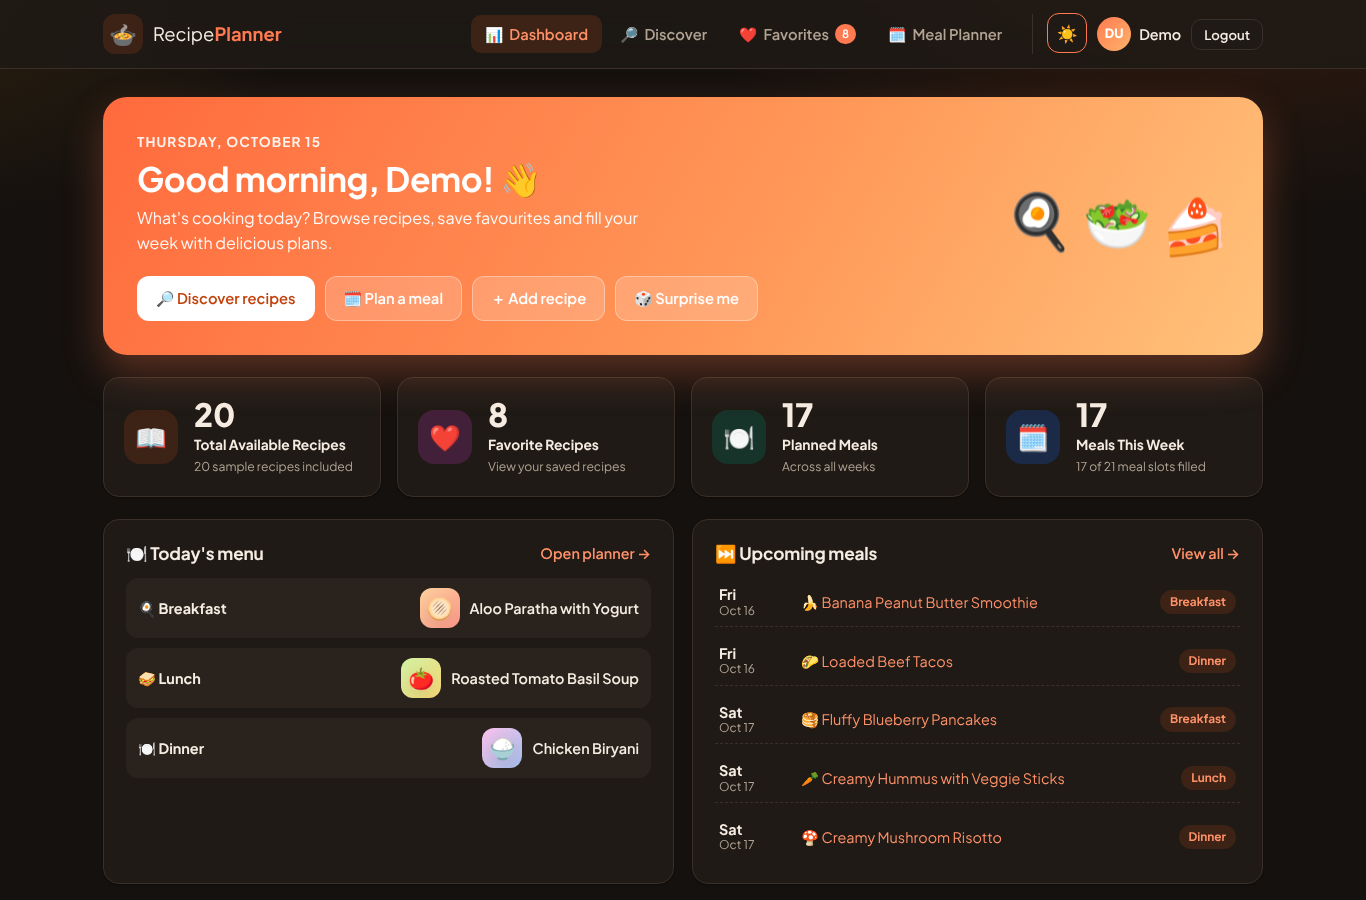 RecipePlanner
Dashboard
Discover
Favorites 8
Meal Planner
DU
Demo
Logout
THURSDAY, OCTOBER 15
Good morning, Demo!
What's cooking today? Browse recipes, save favourites and fill your
week with delicious plans.
Discover recipes
Plan a meal
+ Add recipe
Surprise me
20
Total Available Recipes
20 sample recipes included
8
Favorite Recipes
View your saved recipes
17
Planned Meals
Across all weeks
17
Meals This Week
17 of 21 meal slots filled
Today's menu
Open planner →
Breakfast
Aloo Paratha with Yogurt
Lunch
Roasted Tomato Basil Soup
Dinner
Chicken Biryani
Upcoming meals
View all →
Fri
Oct 16
Banana Peanut Butter Smoothie
Breakfast
Fri
Oct 16
Loaded Beef Tacos
Dinner
Sat
Oct 17
Fluffy Blueberry Pancakes
Breakfast
Sat
Oct 17
Creamy Hummus with Veggie Sticks
Lunch
Sat
Oct 17
Creamy Mushroom Risotto
Dinner